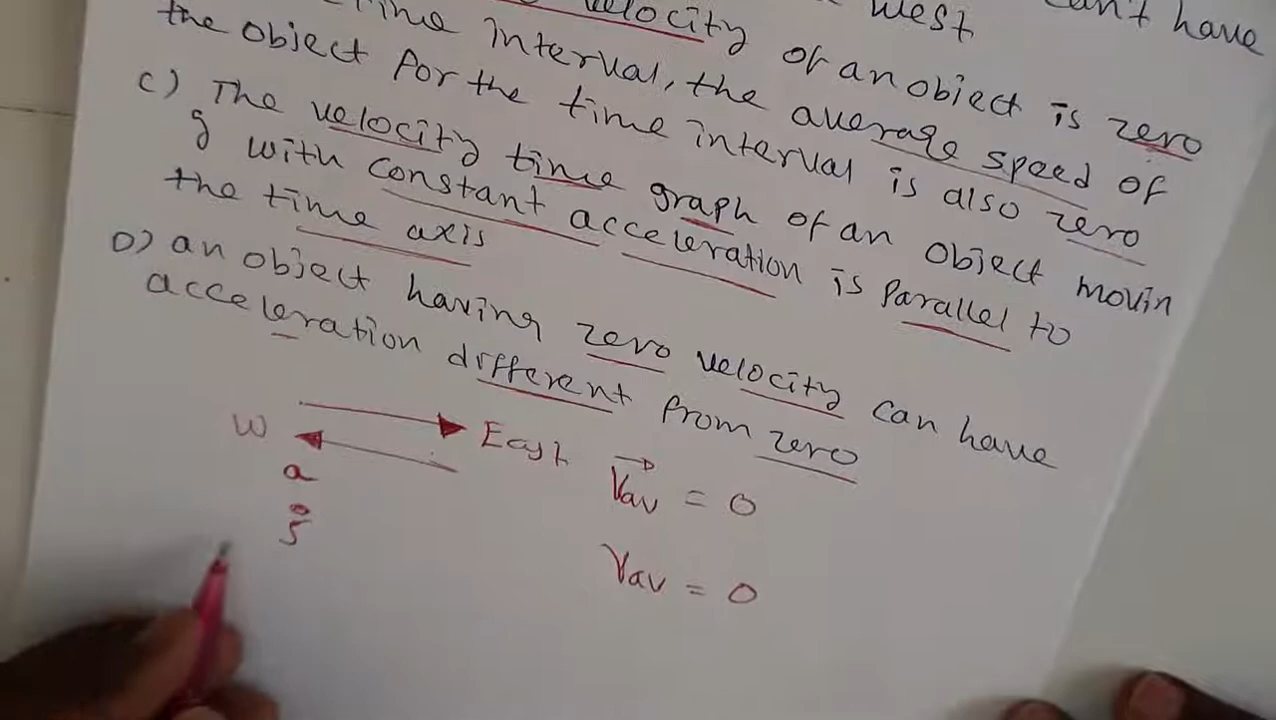 west can't have
Time interval, the average speed of
velocity of an object is zero
the object for the time interval is also zero
c) The velocity time graph of an object movin
g with constant acceleration is parallel to
the time axis
D) an object having zero velocity can have
acceleration different from zero
W East
a
Vav = 0
Vav = 0